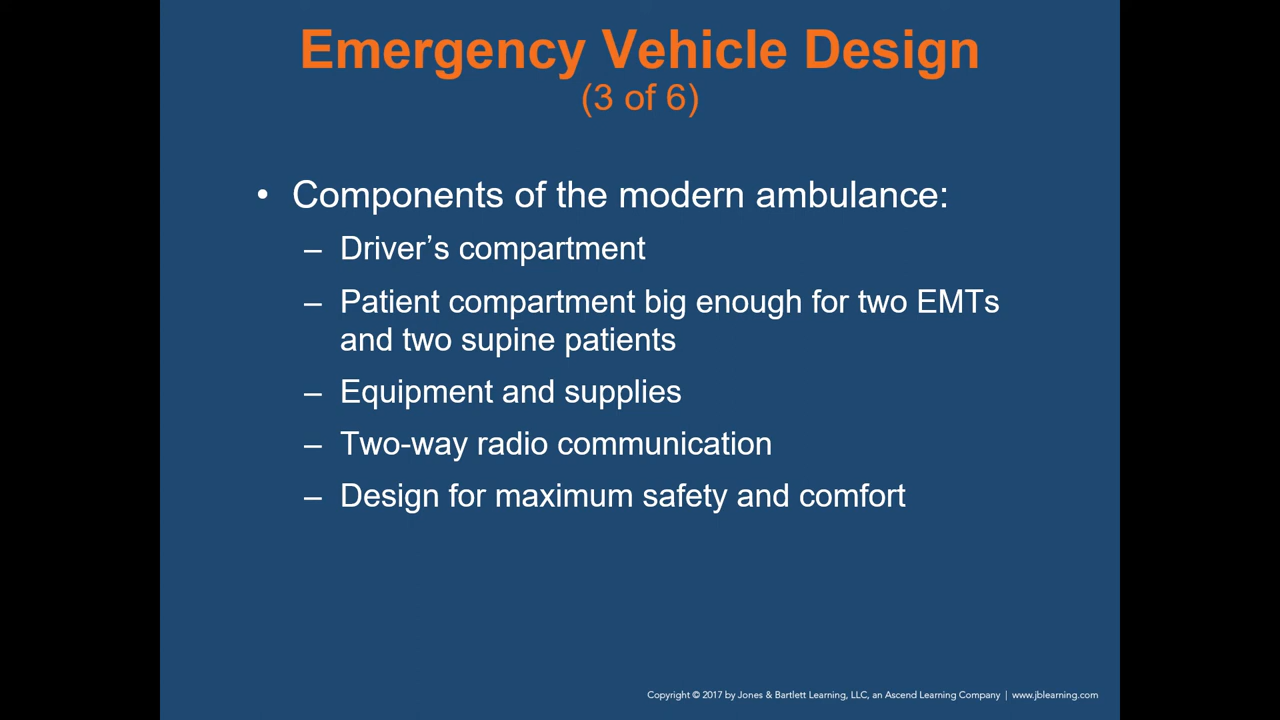 Emergency Vehicle Design
(3 of 6)
• Components of the modern ambulance:
– Driver’s compartment
– Patient compartment big enough for two EMTs
and two supine patients
– Equipment and supplies
– Two-way radio communication
– Design for maximum safety and comfort
Copyright © 2017 by Jones & Bartlett Learning, LLC, an Ascend Learning Company | www.jblearning.com